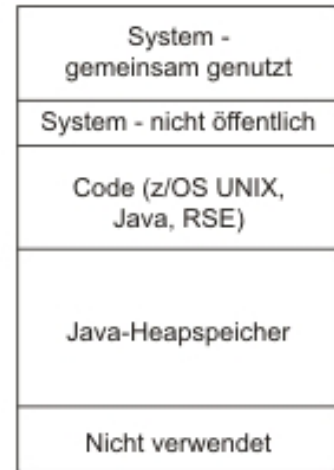 System -
gemeinsam genutzt
System - nicht öffentlich
Code (z/OS UNIX,
Java, RSE)
Java-Heapspeicher
Nicht verwendet